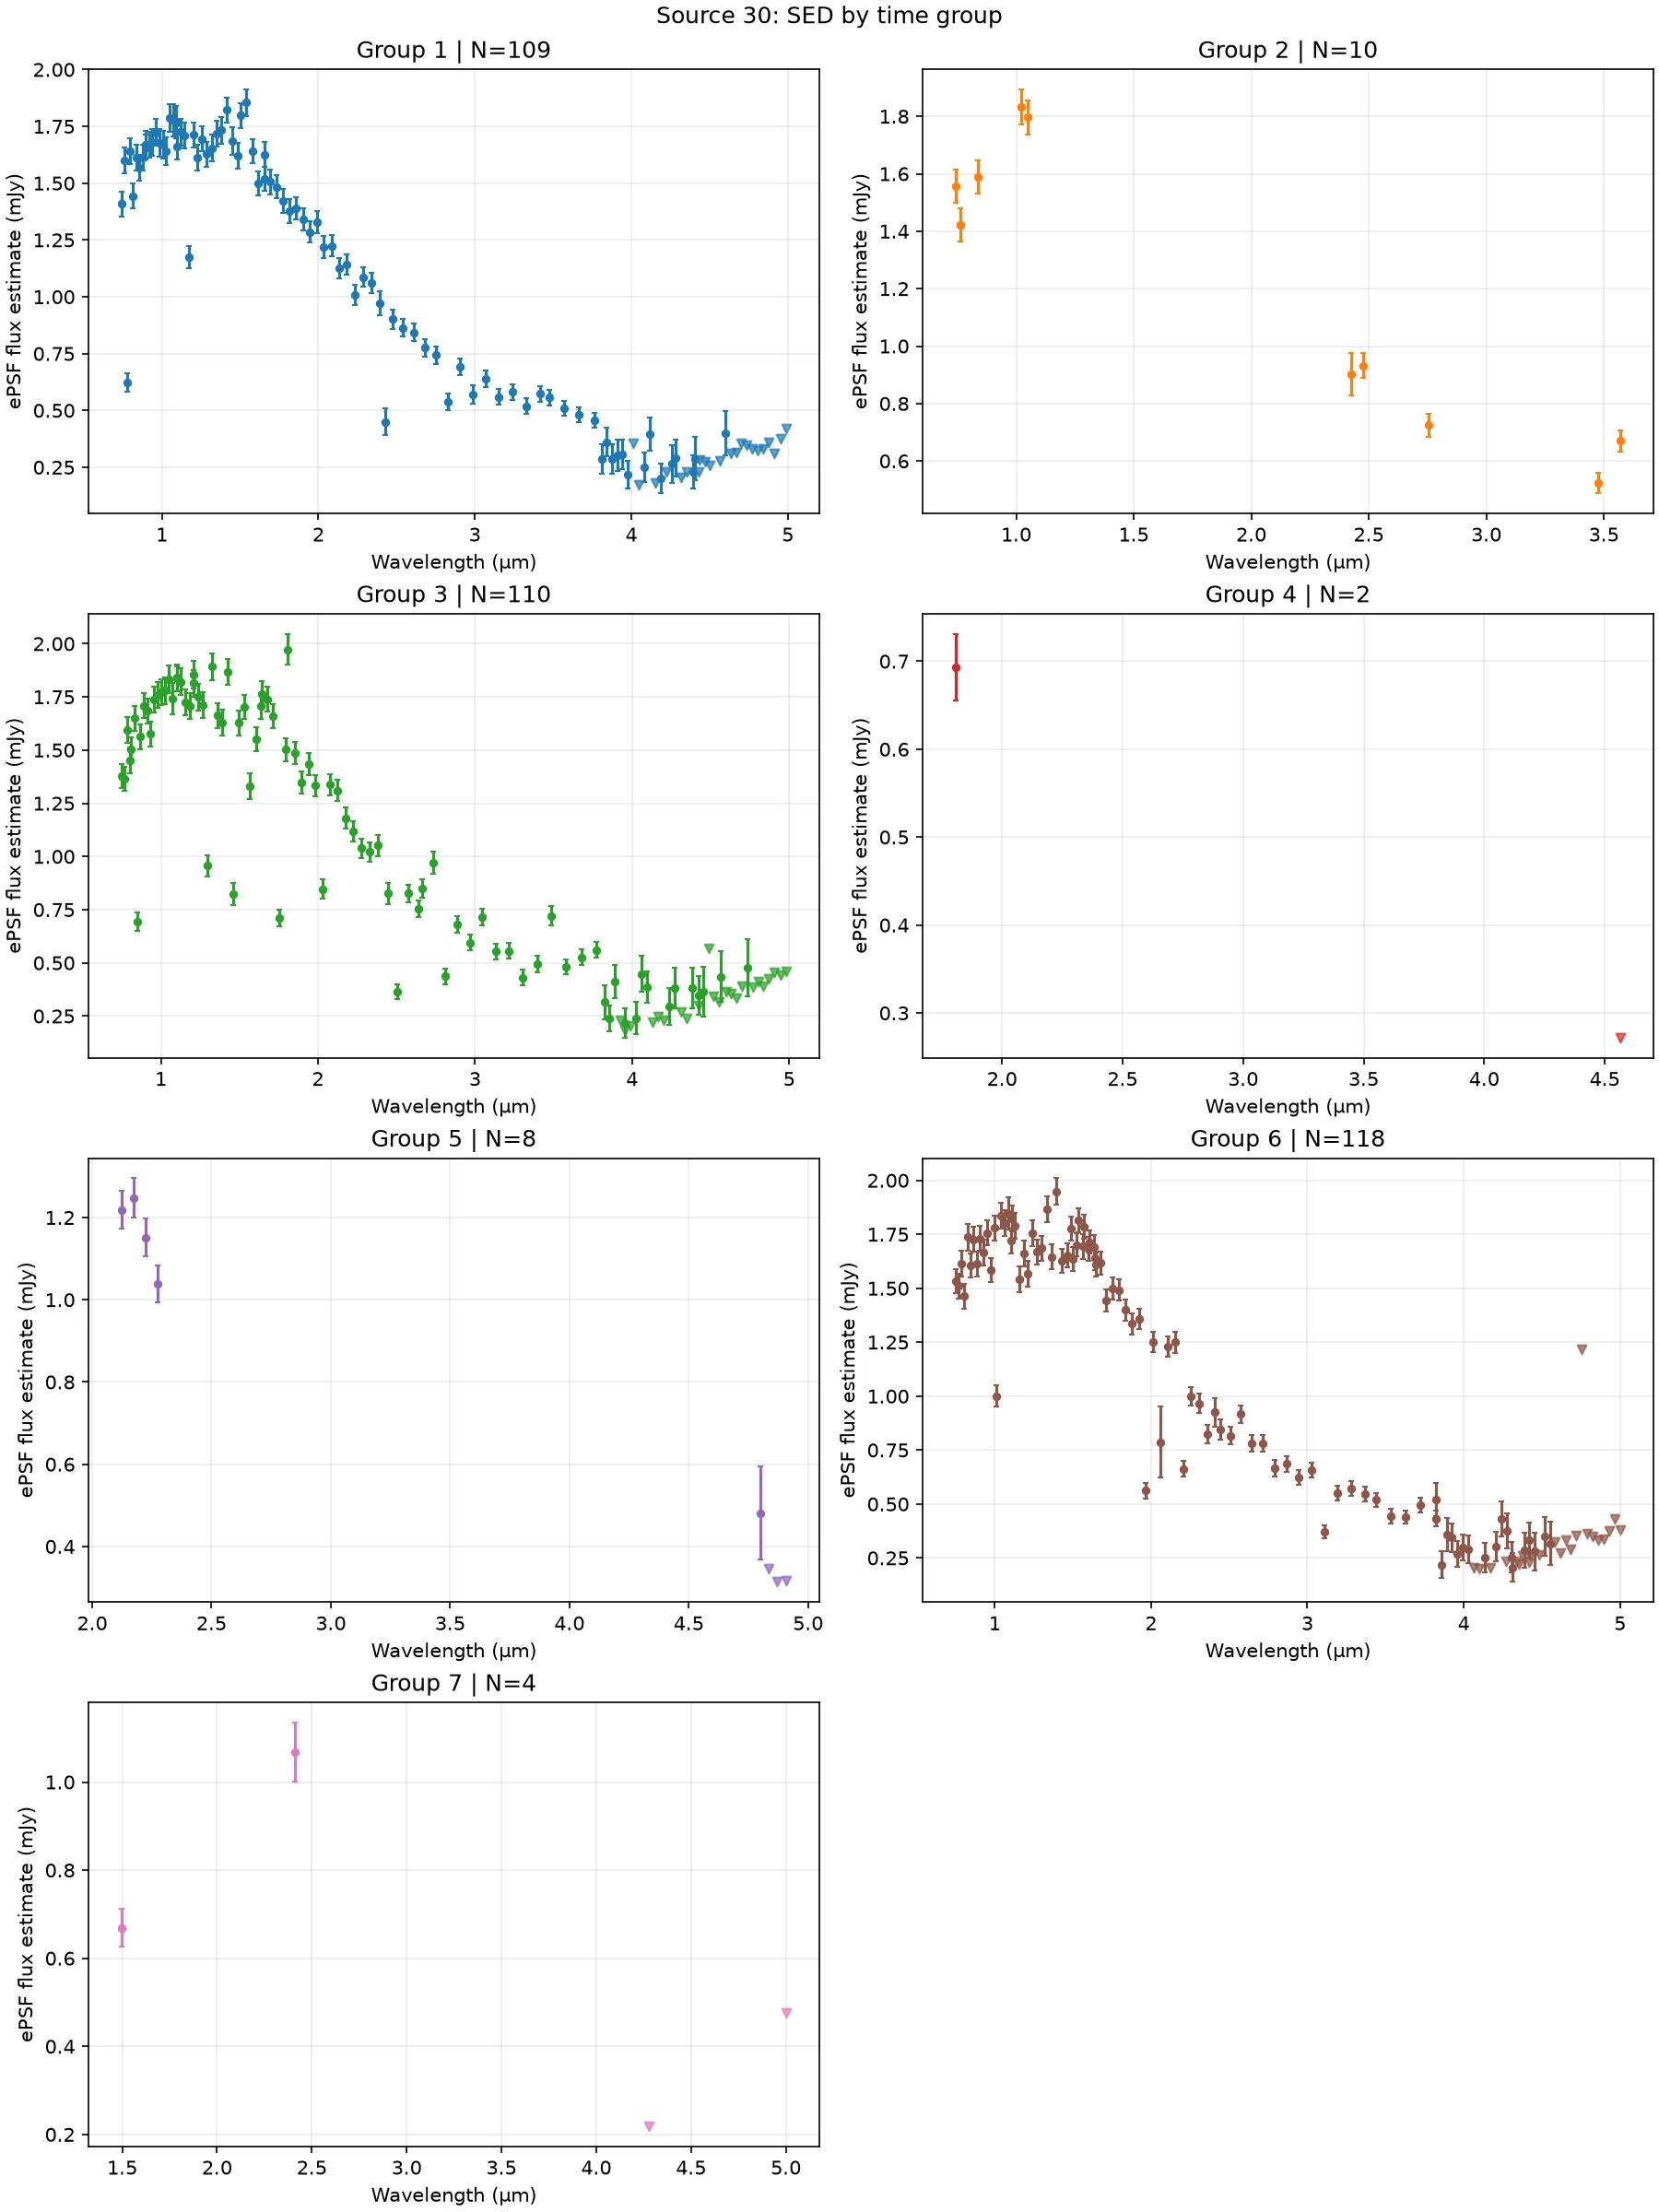 Source 30: SED by time group
Group 1 | N=109
ePSF flux estimate (mJy)
2.00
1.75
1.50
1.25
1.00
0.75
0.50
0.25
1 2 3 4 5
Wavelength (μm)
Group 2 | N=10
ePSF flux estimate (mJy)
1.8
1.6
1.4
1.2
1.0
0.8
0.6
1.0 1.5 2.0 2.5 3.0 3.5
Wavelength (μm)
Group 3 | N=110
ePSF flux estimate (mJy)
2.00
1.75
1.50
1.25
1.00
0.75
0.50
0.25
1 2 3 4 5
Wavelength (μm)
Group 4 | N=2
ePSF flux estimate (mJy)
0.7
0.6
0.5
0.4
0.3
2.0 2.5 3.0 3.5 4.0 4.5
Wavelength (μm)
Group 5 | N=8
ePSF flux estimate (mJy)
1.2
1.0
0.8
0.6
0.4
2.0 2.5 3.0 3.5 4.0 4.5 5.0
Wavelength (μm)
Group 6 | N=118
ePSF flux estimate (mJy)
2.00
1.75
1.50
1.25
1.00
0.75
0.50
0.25
1 2 3 4 5
Wavelength (μm)
Group 7 | N=4
ePSF flux estimate (mJy)
1.0
0.8
0.6
0.4
0.2
1.5 2.0 2.5 3.0 3.5 4.0 4.5 5.0
Wavelength (μm)